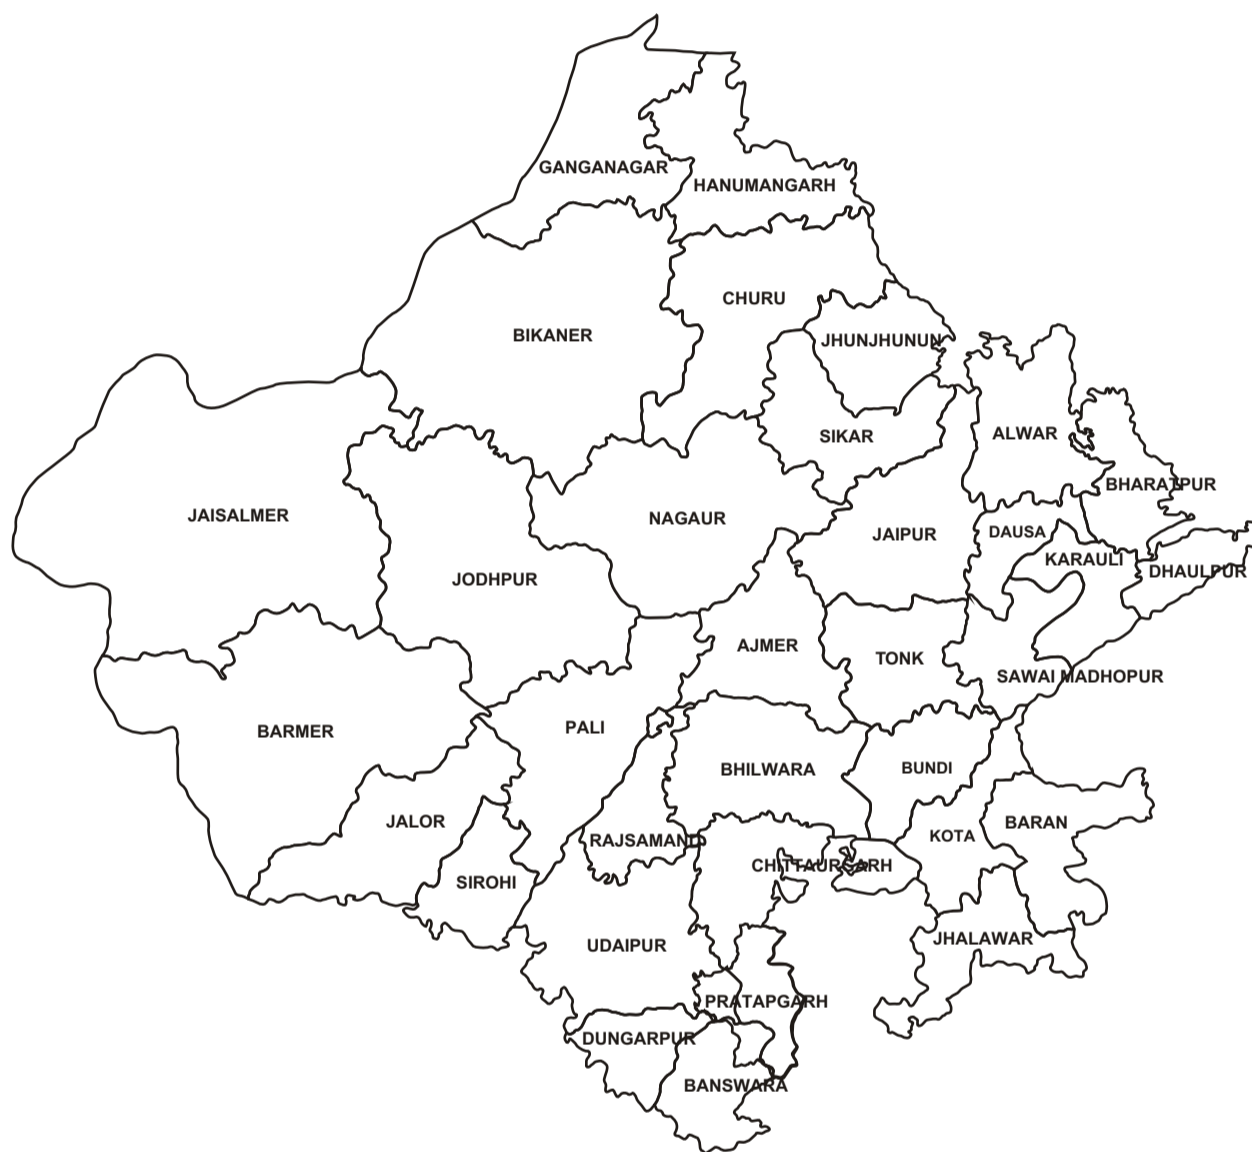 GANGANAGAR
HANUMANGARH
CHURU
BIKANER
JHUNJHUNUN
SIKAR
ALWAR
BHARATPUR
JAISALMER
NAGAUR
JAIPUR
DAUSA
KARAULI
DHAULPUR
JODHPUR
AJMER
TONK
SAWAI MADHOPUR
BARMER
PALI
BHILWARA
BUNDI
JALOR
RAJSAMAND
KOTA
BARAN
CHITTAURGARH
SIROHI
UDAIPUR
JHALAWAR
PRATAPGARH
DUNGARPUR
BANSWARA